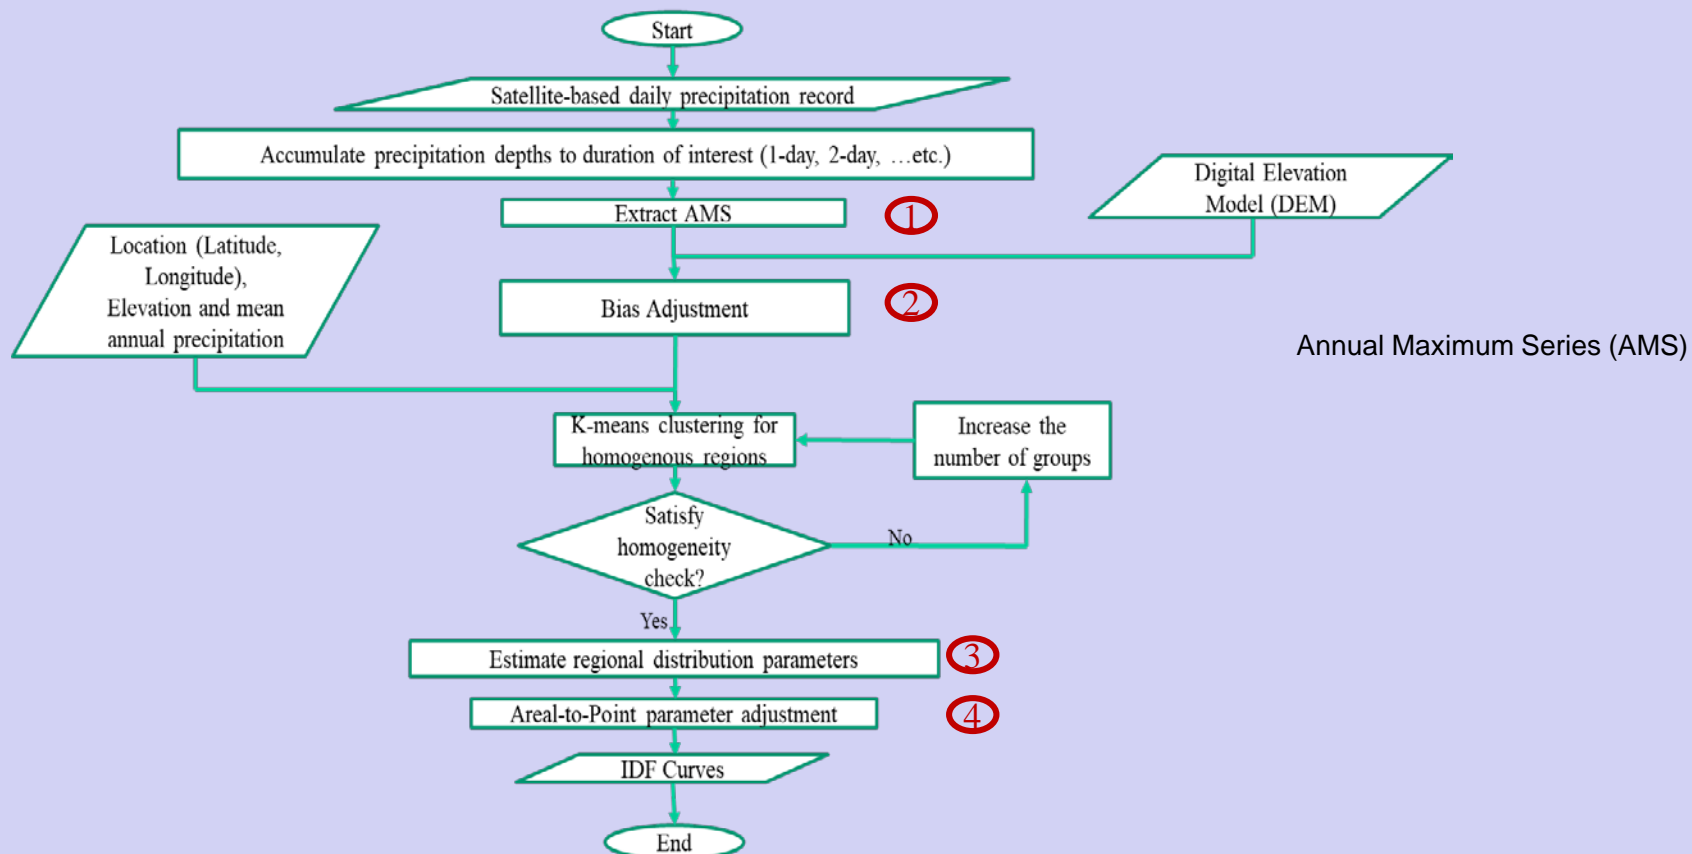 Start
Satellite-based daily precipitation record
Accumulate precipitation depths to duration of interest (1-day, 2-day, …etc.)
Digital Elevation
Model (DEM)
Extract AMS
1
Location (Latitude,
Longitude),
Elevation and mean
annual precipitation
Bias Adjustment
2
Annual Maximum Series (AMS)
K-means clustering for
homogenous regions
Increase the
number of groups
Satisfy
homogeneity
check?
No
Yes
Estimate regional distribution parameters
3
Areal-to-Point parameter adjustment
4
IDF Curves
End